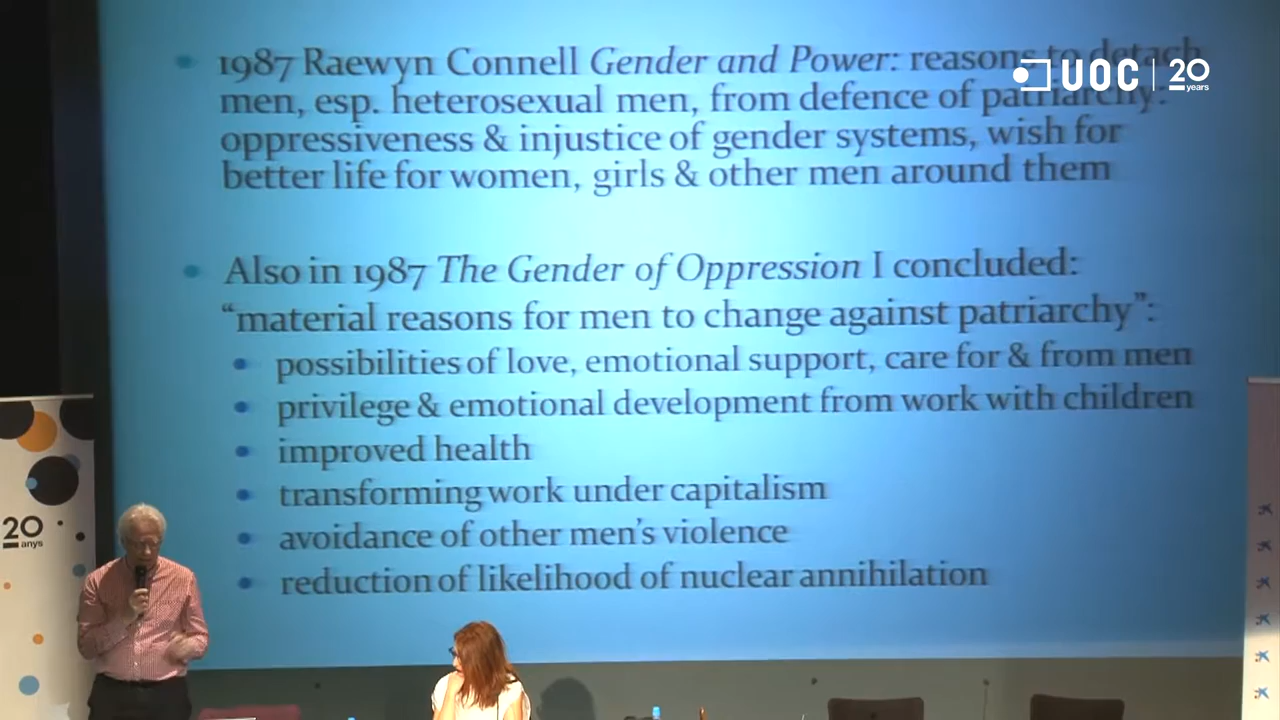 1987 Raewyn Connell Gender and Power: reasons to detach
men, esp. heterosexual men, from defence of patriarchy:
oppressiveness & injustice of gender systems, wish for
better life for women, girls & other men around them
Also in 1987 The Gender of Oppression I concluded:
“material reasons for men to change against patriarchy”:
possibilities of love, emotional support, care for & from men
privilege & emotional development from work with children
improved health
transforming work under capitalism
avoidance of other men’s violence
reduction of likelihood of nuclear annihilation
UOC
20
years
20
anys